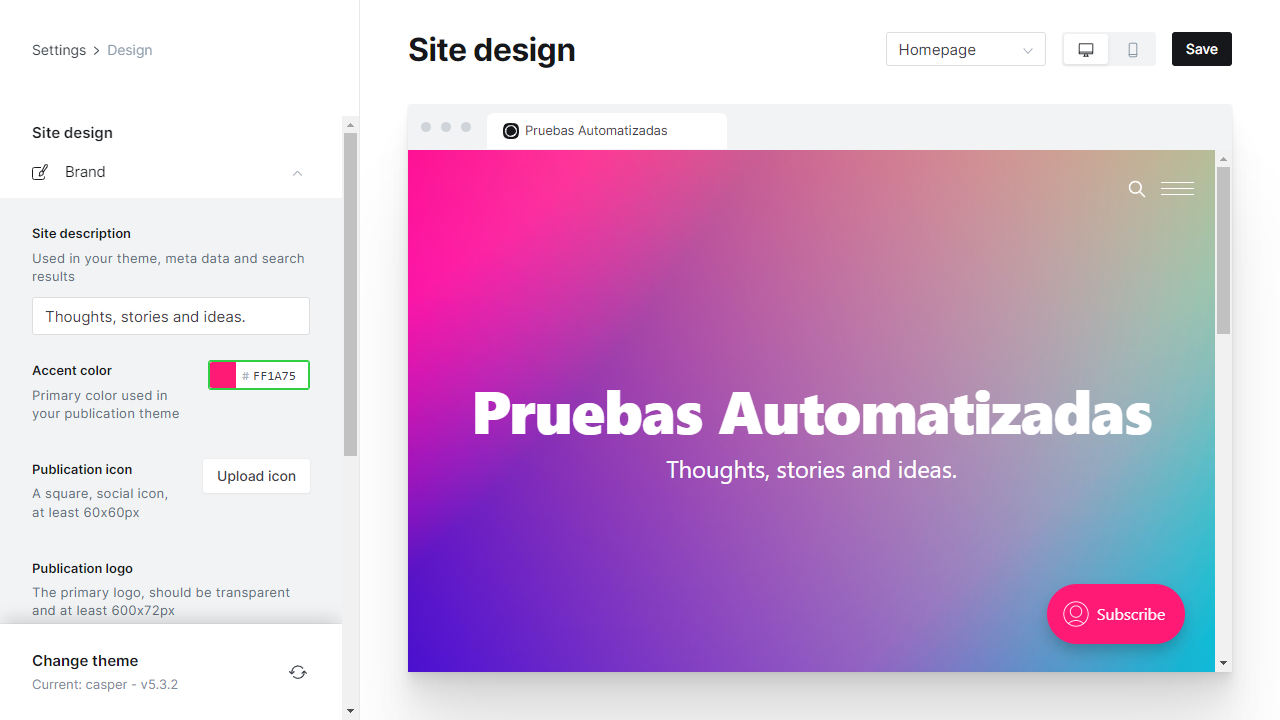 Settings > Design
Site design
Brand
Site description
Used in your theme, meta data and search
results
Thoughts, stories and ideas.
Accent color
# FF1A75
Primary color used in
your publication theme
Publication icon
Upload icon
A square, social icon,
at least 60x60px
Publication logo
The primary logo, should be transparent
and at least 600x72px
Change theme
Current: casper - v5.3.2
Site design
Homepage
Save
Pruebas Automatizadas
Pruebas Automatizadas
Thoughts, stories and ideas.
Subscribe